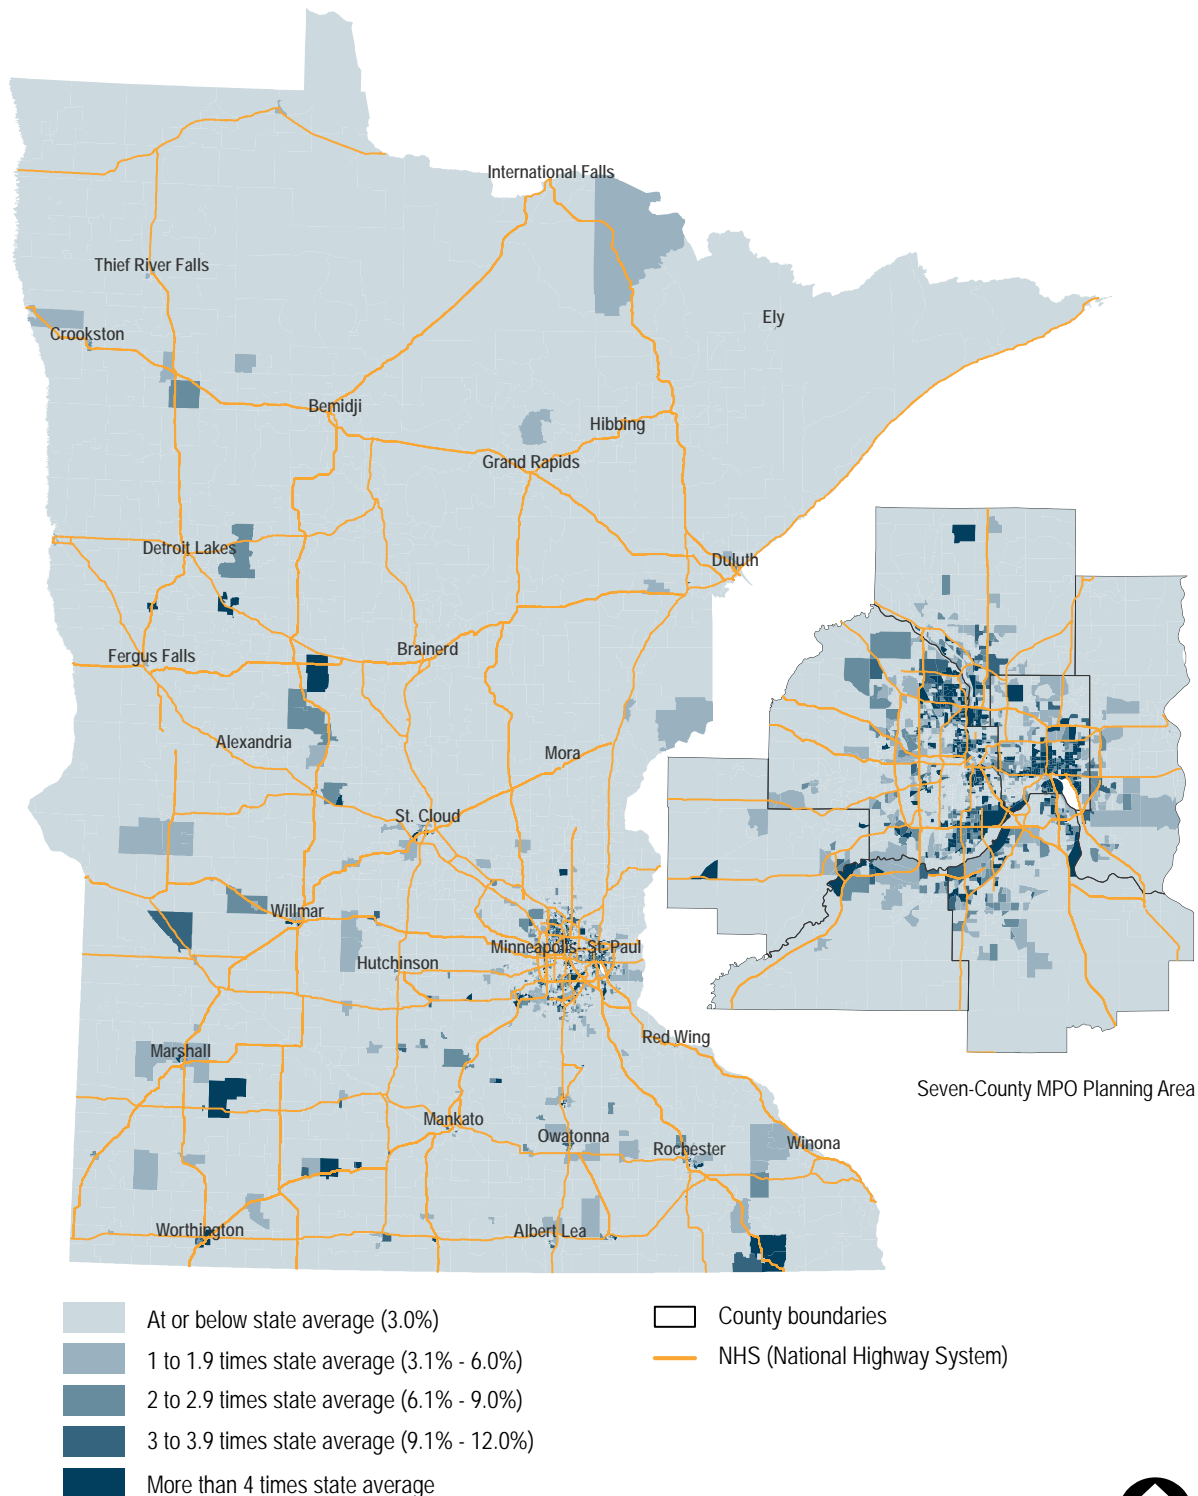 International Falls
Thief River Falls
Ely
Crookston
Bemidji
Hibbing
Grand Rapids
Detroit Lakes
Duluth
Fergus Falls
Brainerd
Alexandria
Mora
St. Cloud
Willmar
Minneapolis--St. Paul
Hutchinson
Red Wing
Marshall
Seven-County MPO Planning Area
Mankato
Owatonna
Rochester
Winona
Worthington
Albert Lea
At or below state average (3.0%)
1 to 1.9 times state average (3.1% - 6.0%)
2 to 2.9 times state average (6.1% - 9.0%)
3 to 3.9 times state average (9.1% - 12.0%)
More than 4 times state average
County boundaries
NHS (National Highway System)